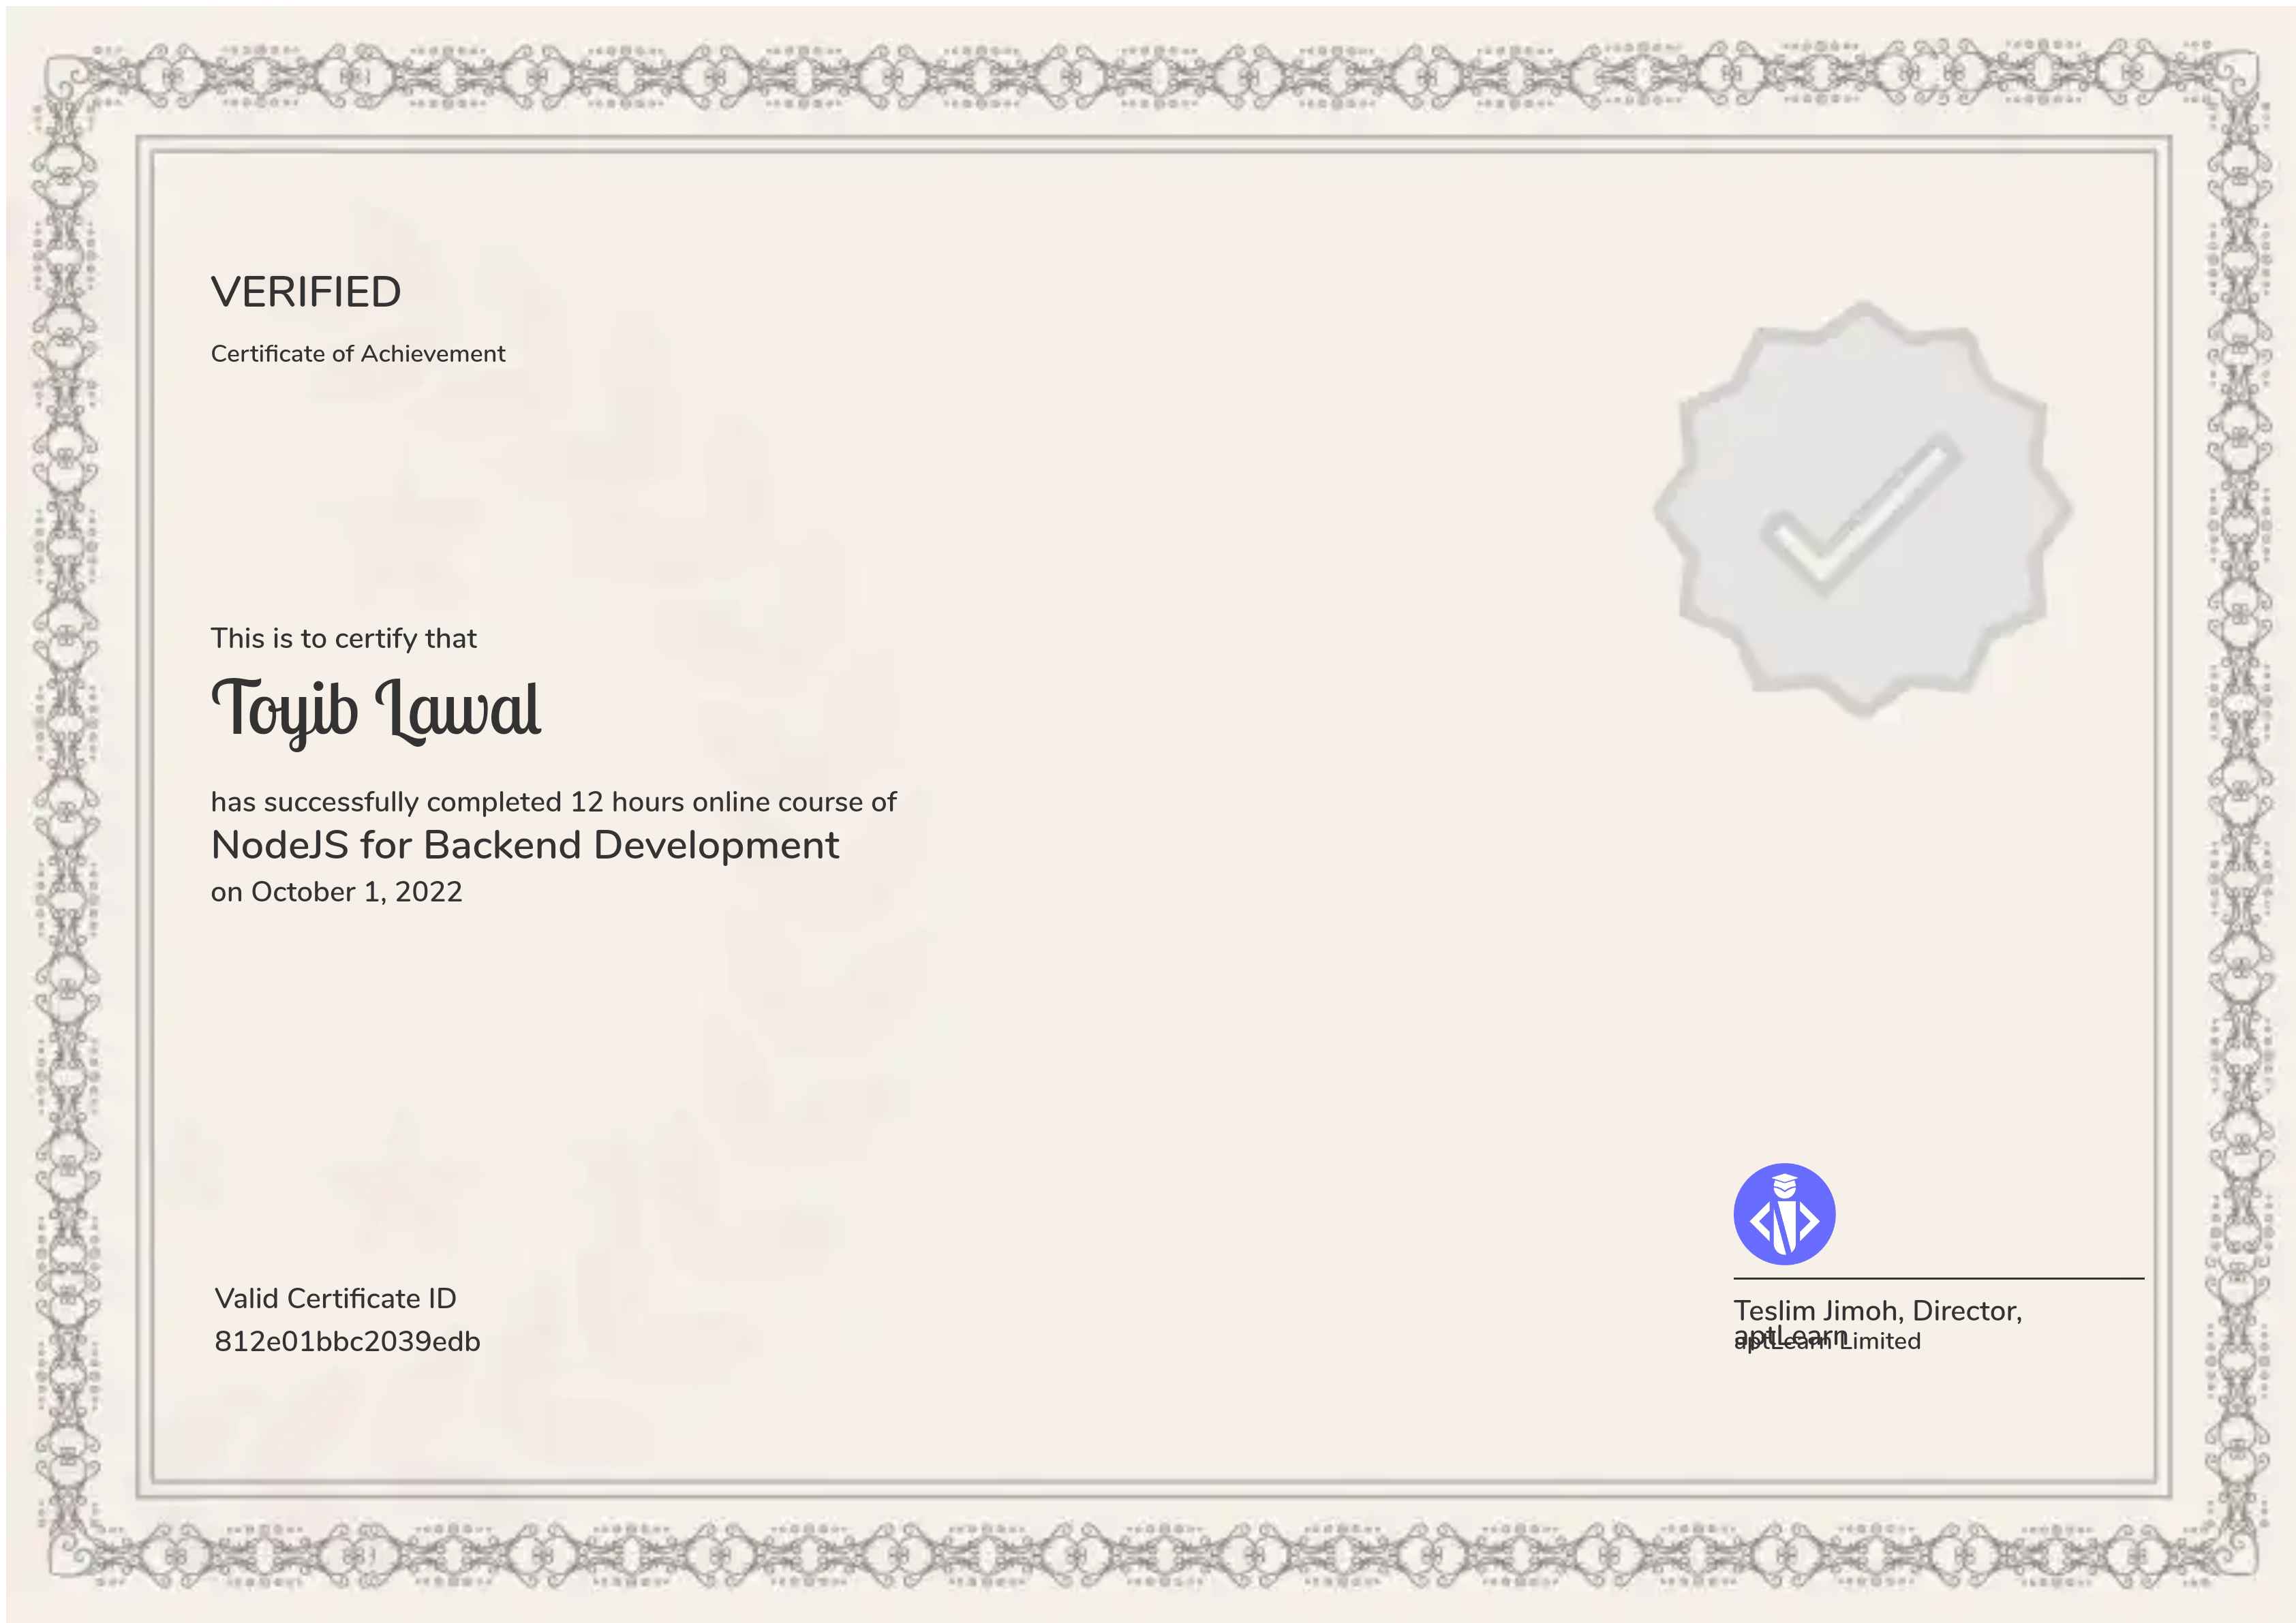 VERIFIED
Certificate of Achievement
This is to certify that
Toyib Lawal
has successfully completed 12 hours online course of
NodeJS for Backend Development
on October 1, 2022
Valid Certificate ID
812e01bbc2039edb
Teslim Jimoh, Director,
aptLearn
aptLearn Limited